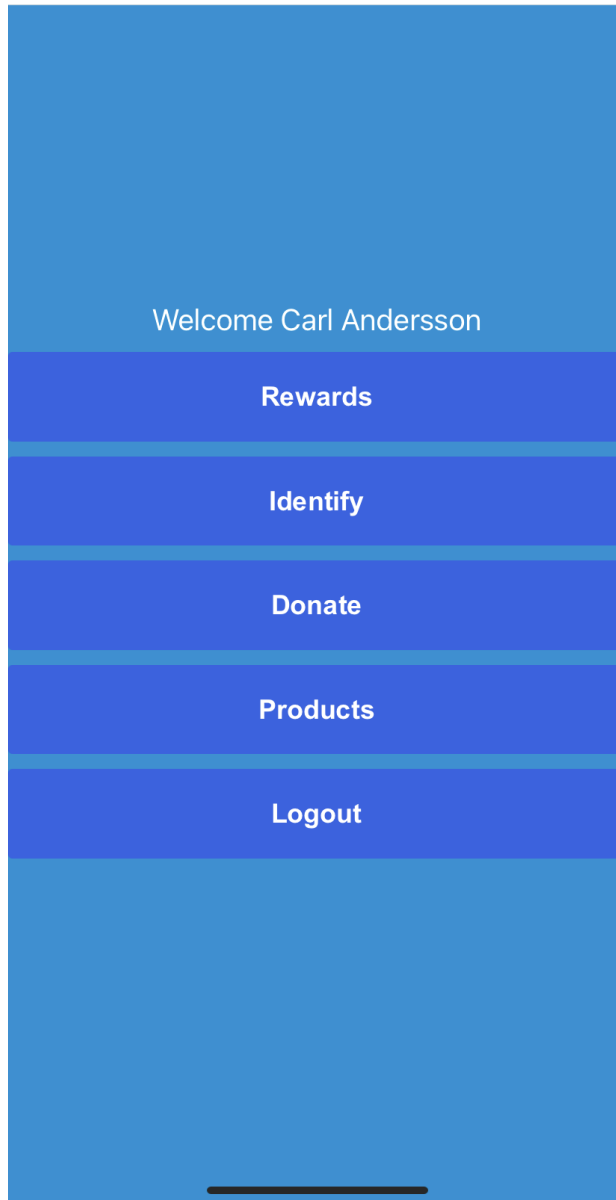 Welcome Carl Andersson
Rewards
Identify
Donate
Products
Logout